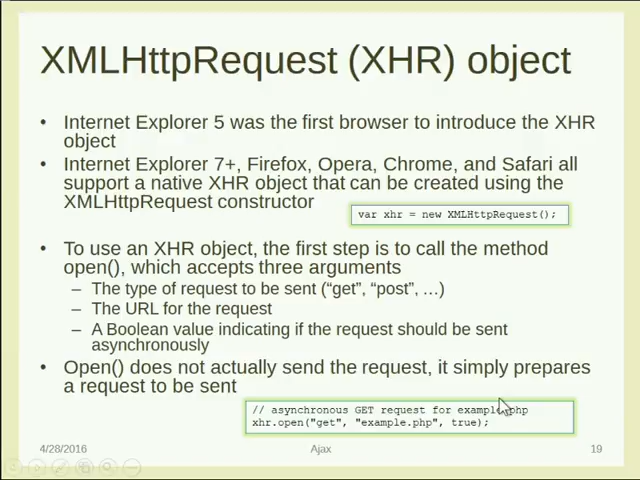 XMLHttpRequest (XHR) object
• Internet Explorer 5 was the first browser to introduce the XHR
object
• Internet Explorer 7+, Firefox, Opera, Chrome, and Safari all
support a native XHR object that can be created using the
XMLHttpRequest constructor
var xhr = new XMLHttpRequest();
• To use an XHR object, the first step is to call the method
open(), which accepts three arguments
– The type of request to be sent (“get”, “post”, …)
– The URL for the request
– A Boolean value indicating if the request should be sent
asynchronously
• Open() does not actually send the request, it simply prepares
a request to be sent
// asynchronous GET request for example.php
xhr.open("get", "example.php", true);
4/28/2016
Ajax
19